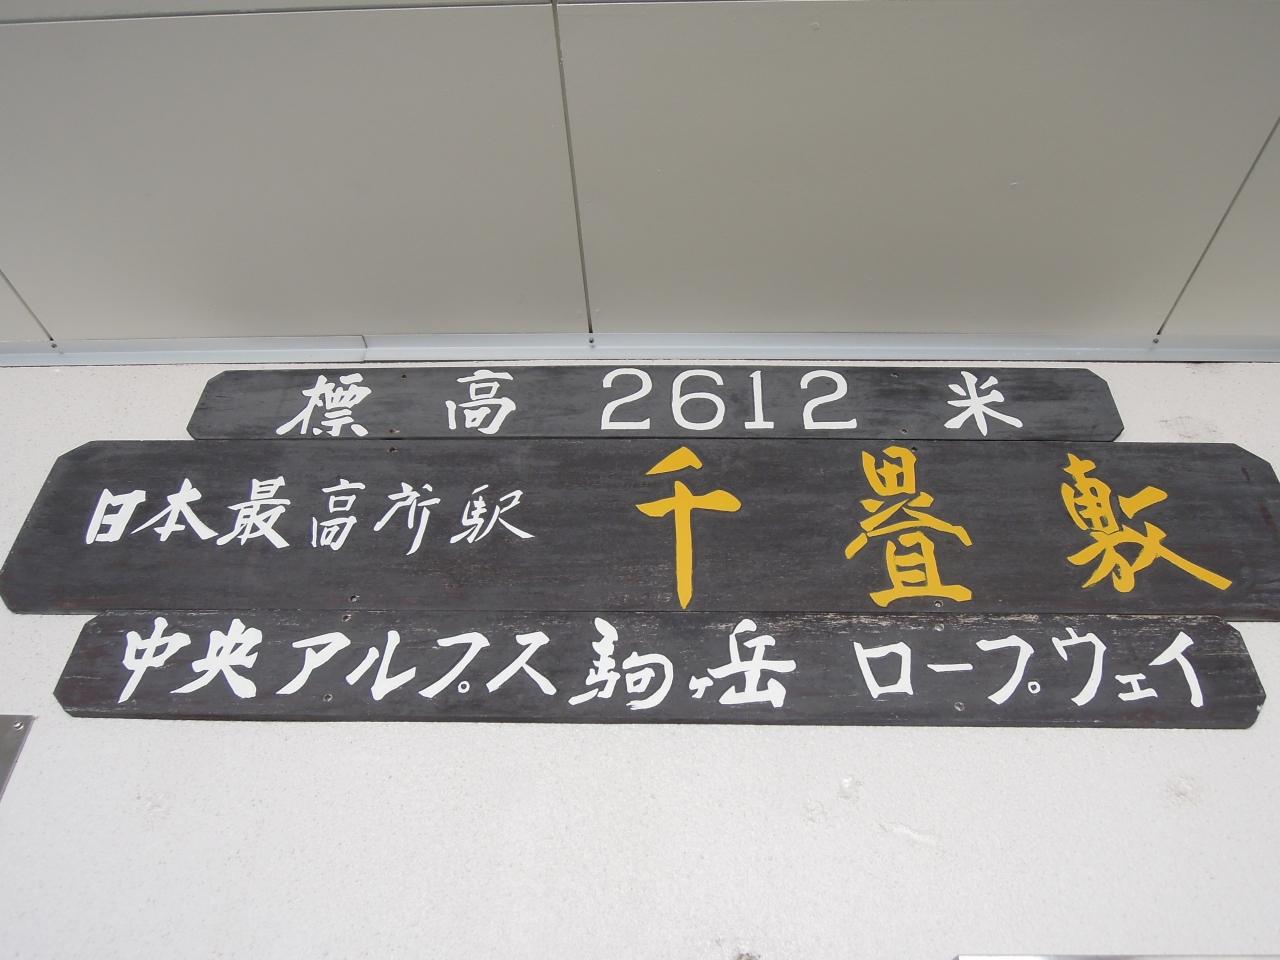 標高 2612 米
日本最高所駅 千畳敷
中央アルプス駒ヶ岳 ロープウェイ